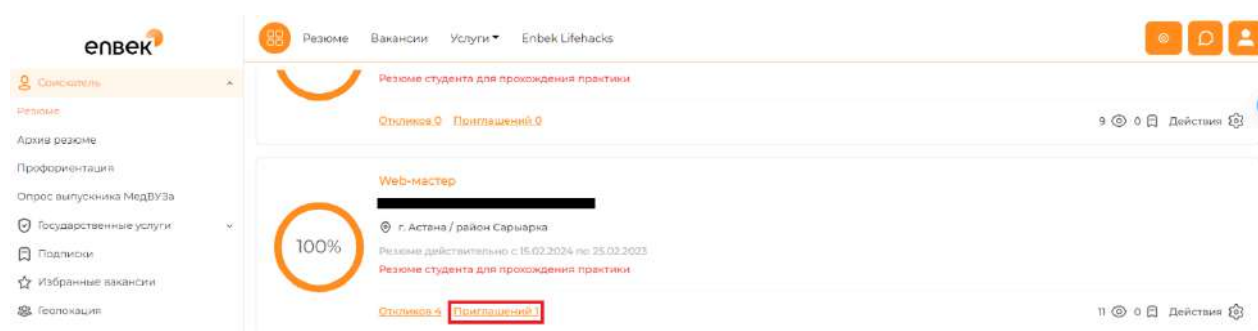 enbek
Резюме Вакансии Услуги Enbek Lifehacks
Соискатель
Резюме
Архив резюме
Профориентация
Опрос выпускника МедВУЗа
Государственные услуги
Подписки
Избранные вакансии
Геолокация
Резюме студента для прохождения практики
Откликов 0 Приглашений 0
9 0 Действия
Web-мастер
г. Астана / район Сарыарка
100%
Резюме действительно с 15.02.2024 по 25.02.2023
Резюме студента для прохождения практики
Откликов 4 Приглашений 1
11 0 Действия